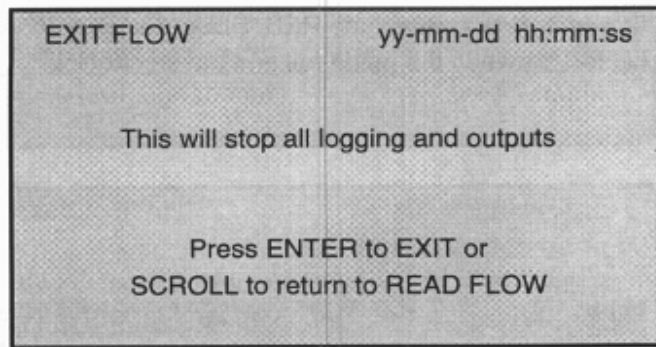 EXIT FLOW yy-mm-dd hh:mm:ss
This will stop all logging and outputs
Press ENTER to EXIT or
SCROLL to return to READ FLOW